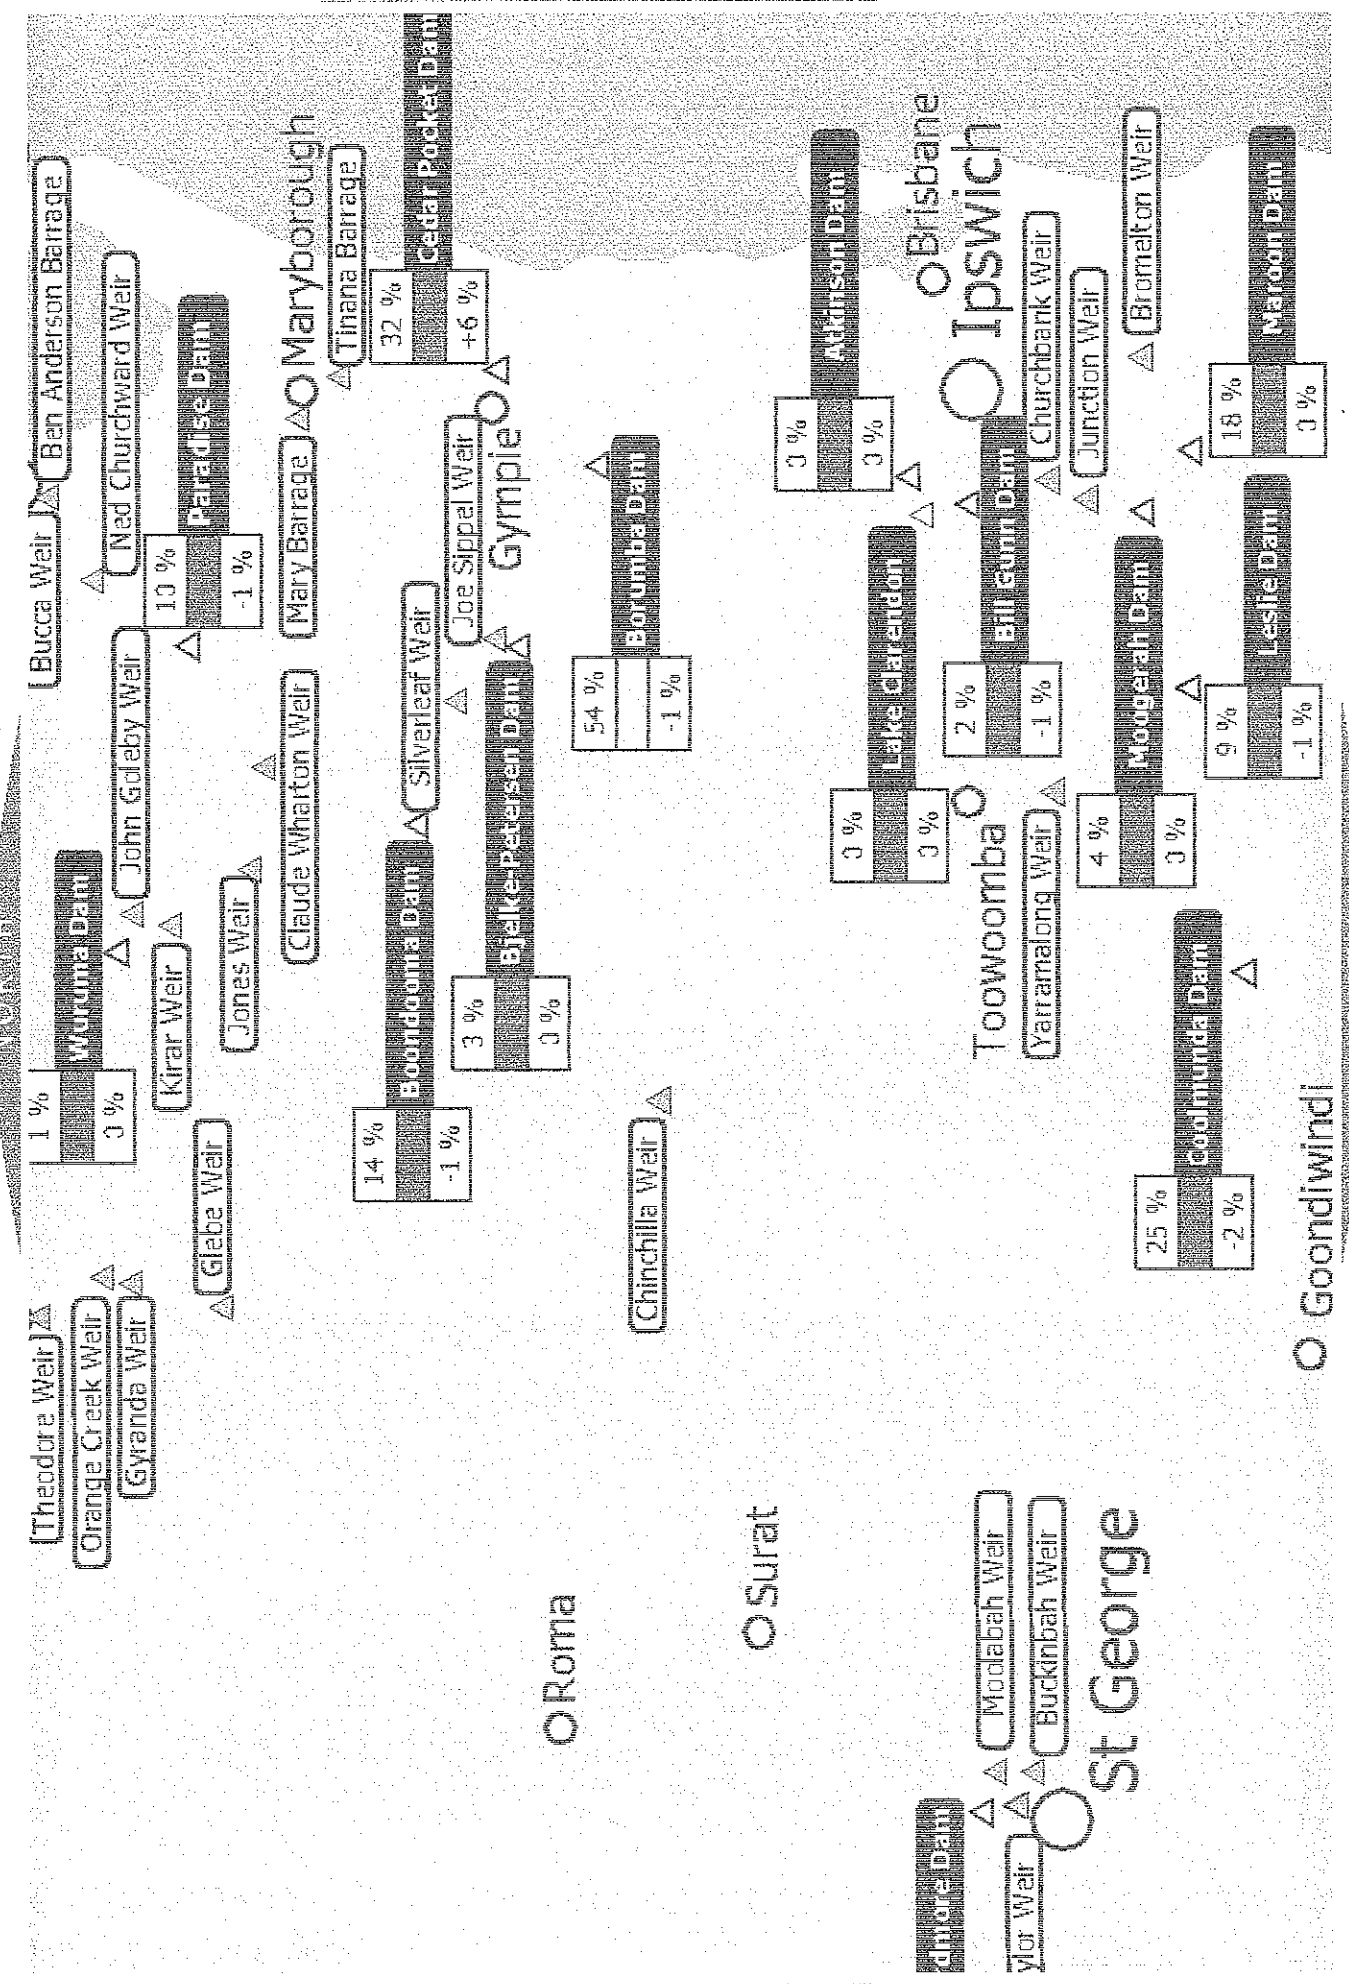 Theodore Weir
1 %
Wuruma Dam
0 %
Bucca Weir
Ben Anderson Barrage
Orange Creek Weir
Gyranda Weir
John Goleby Weir
Ned Churchward Weir
Kirar Weir
10 %
Paradise Dam
-1 %
Glebe Weir
Jones Weir
Claude Wharton Weir
Mary Barrage
Maryborough
Tinana Barrage
14 %
Boondooma Dam
-1 %
Silverleaf Weir
32 %
Cedar Pocket Dam
+6 %
Joe Sippel Weir
Gympie
3 %
Bjelke-Petersen Dam
0 %
Roma
54 %
Borumba Dam
-1 %
Chinchilla Weir
Surat
0 %
Atkinson Dam
0 %
0 %
Lake Clarendon
0 %
Brisbane
dmore Dam
2 %
Bill Gunn Dam
-1 %
Ipswich
Toowoomba
Moolabah Weir
ylor Weir
Buckinbah Weir
Yarramalong Weir
Churchbank Weir
Junction Weir
St George
4 %
Moogerah Dam
0 %
Bromelton Weir
25 %
Coolmunda Dam
-2 %
9 %
Leslie Dam
-1 %
18 %
Maroon Dam
0 %
Goondiwindi